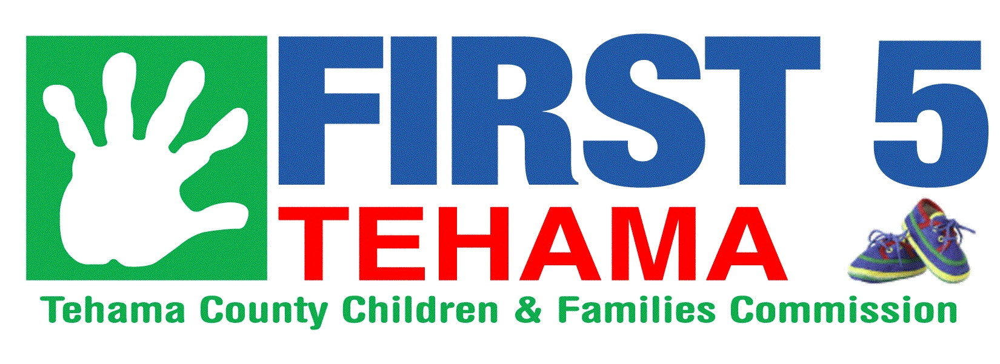 FIRST 5
TEHAMA
Tehama County Children & Families Commission